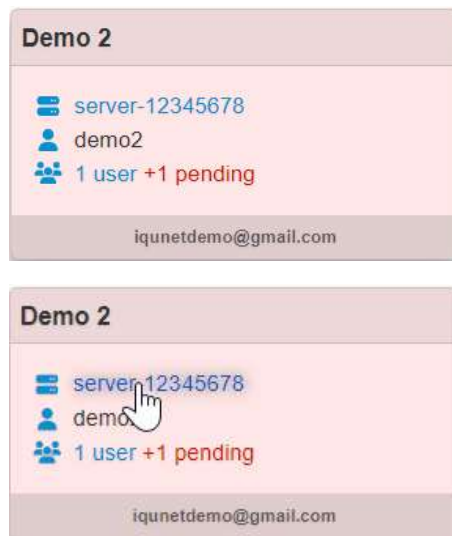 Demo 2
server-12345678
demo2
1 user +1 pending
iqunetdemo@gmail.com
Demo 2
server-12345678
demo
1 user +1 pending
iqunetdemo@gmail.com